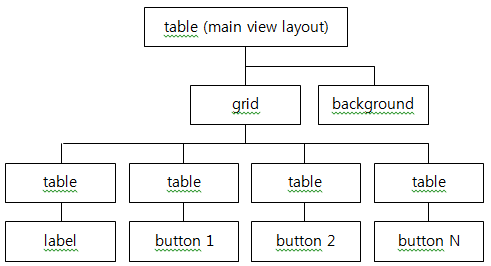 table (main view layout)
grid
background
table
table
table
table
label
button 1
button 2
button N